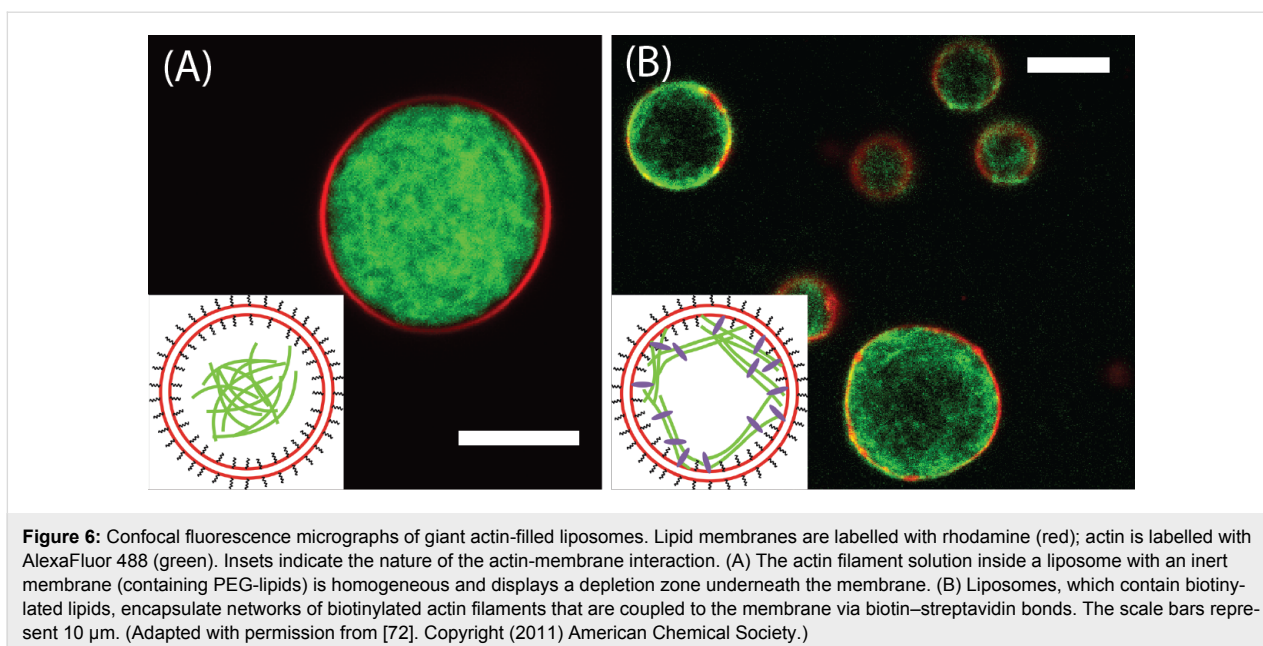 (A)
(B)
Figure 6: Confocal fluorescence micrographs of giant actin-filled liposomes. Lipid membranes are labelled with rhodamine (red); actin is labelled with
AlexaFluor 488 (green). Insets indicate the nature of the actin-membrane interaction. (A) The actin filament solution inside a liposome with an inert
membrane (containing PEG-lipids) is homogeneous and displays a depletion zone underneath the membrane. (B) Liposomes, which contain biotiny-
lated lipids, encapsulate networks of biotinylated actin filaments that are coupled to the membrane via biotin–streptavidin bonds. The scale bars repre-
sent 10 µm. (Adapted with permission from [72]. Copyright (2011) American Chemical Society.)